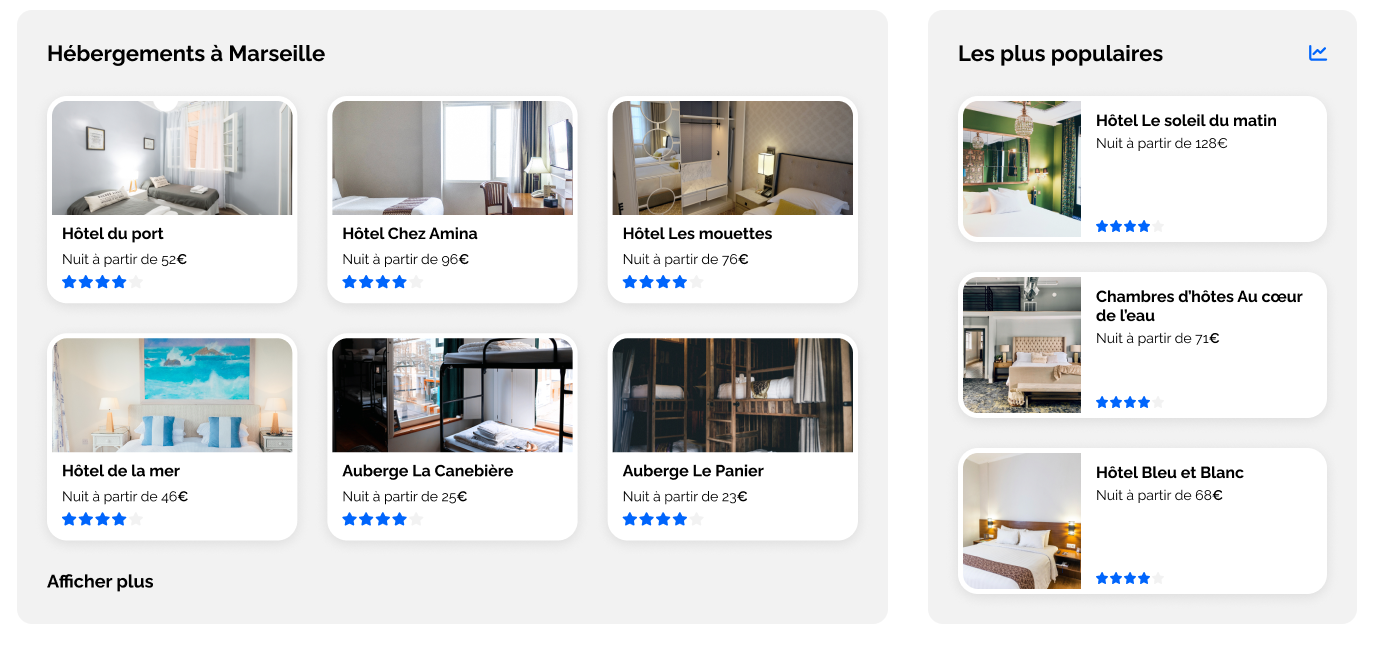 Hébergements à Marseille
Hôtel du port
Nuit à partir de 52€
Hôtel Chez Amina
Nuit à partir de 96€
Hôtel Les mouettes
Nuit à partir de 76€
Hôtel de la mer
Nuit à partir de 46€
Auberge La Canebière
Nuit à partir de 25€
Auberge Le Panier
Nuit à partir de 23€
Afficher plus
Les plus populaires
Hôtel Le soleil du matin
Nuit à partir de 128€
Chambres d'hôtes Au cœur
de l'eau
Nuit à partir de 71€
Hôtel Bleu et Blanc
Nuit à partir de 68€